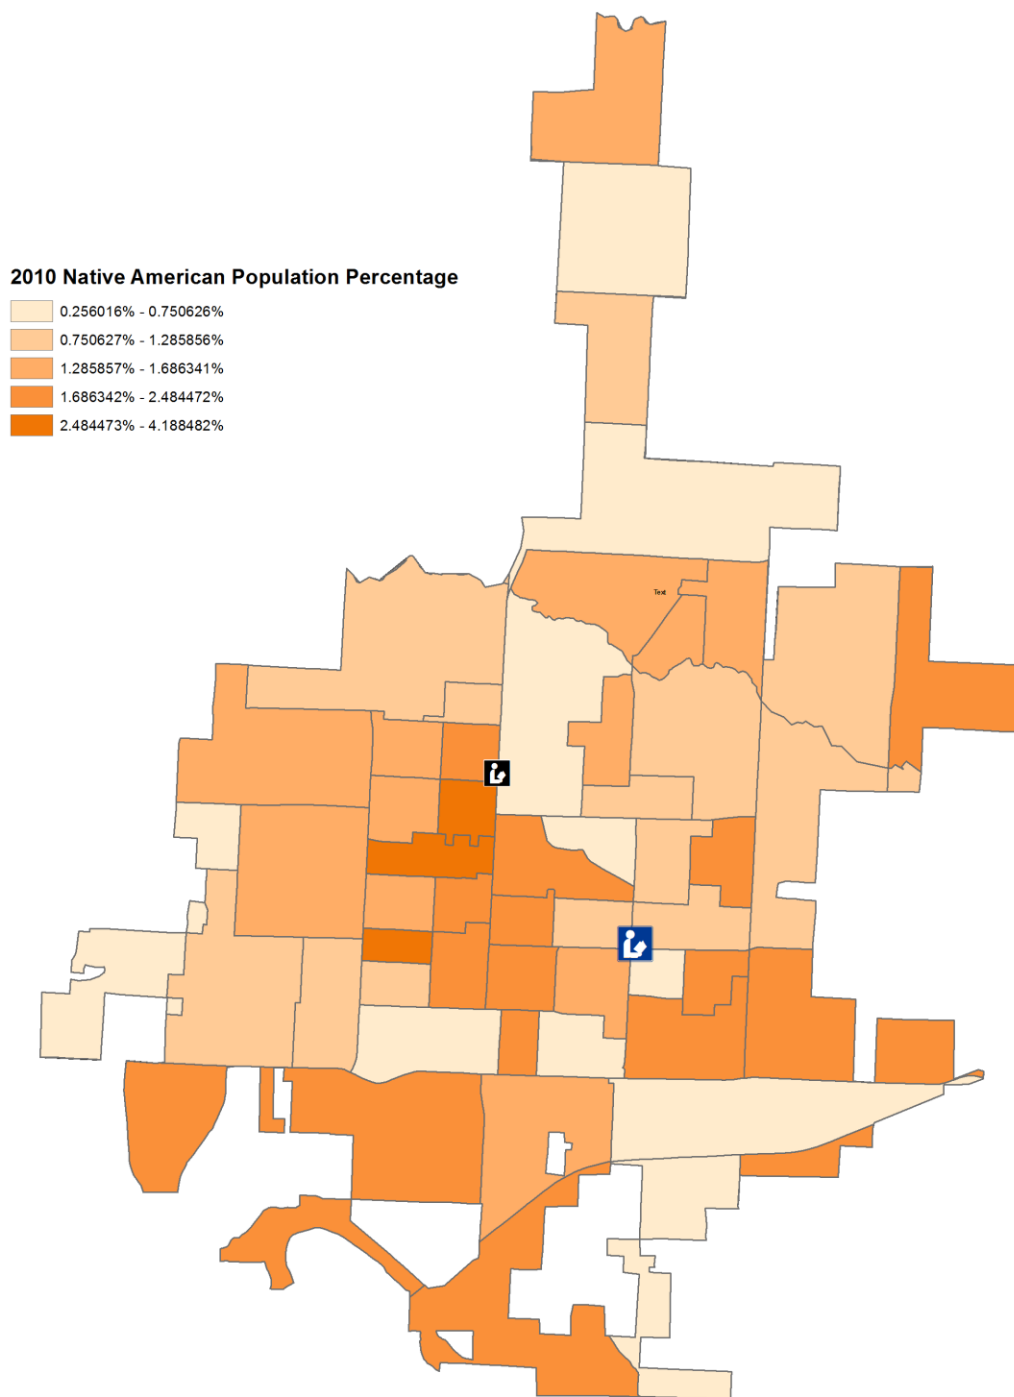 2010 Native American Population Percentage
0.256016% - 0.750626%
0.750627% - 1.285856%
1.285857% - 1.686341%
1.686342% - 2.484472%
2.484473% - 4.188482%
Text